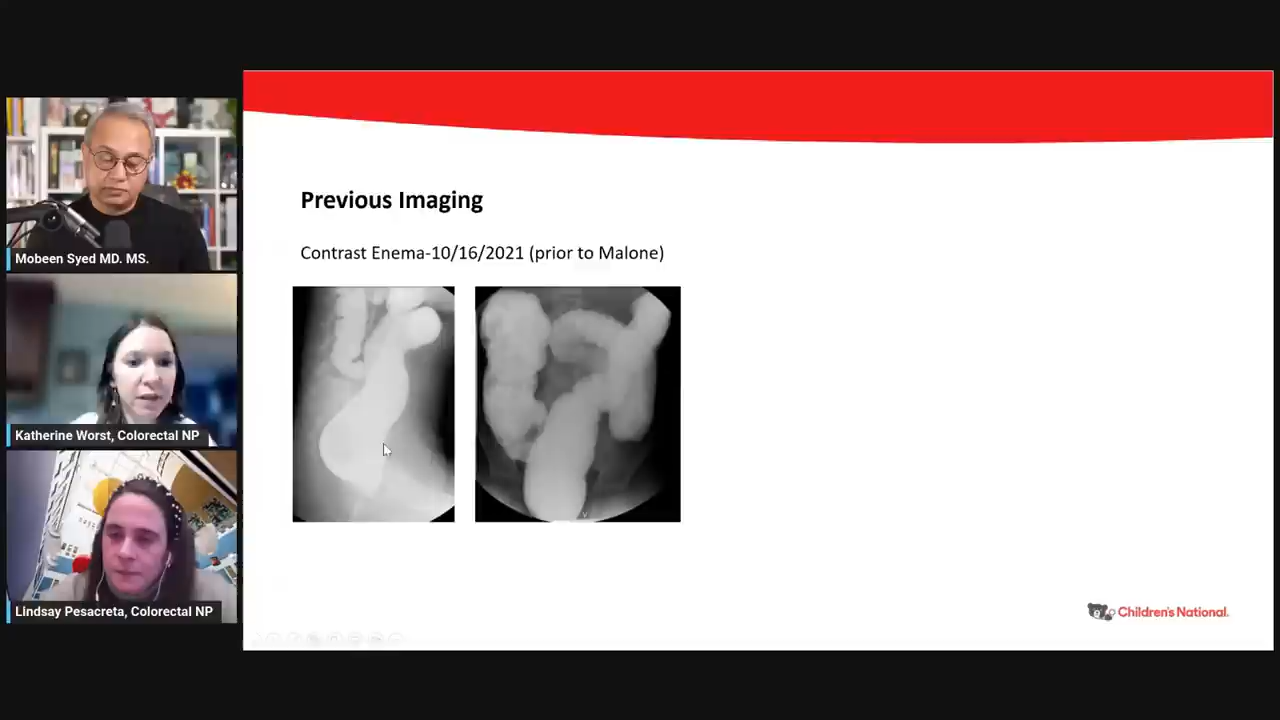 Previous Imaging
Contrast Enema-10/16/2021 (prior to Malone)
Mobeen Syed MD. MS.
Katherine Worst, Colorectal NP
Lindsay Pesacreta, Colorectal NP
Children's National.